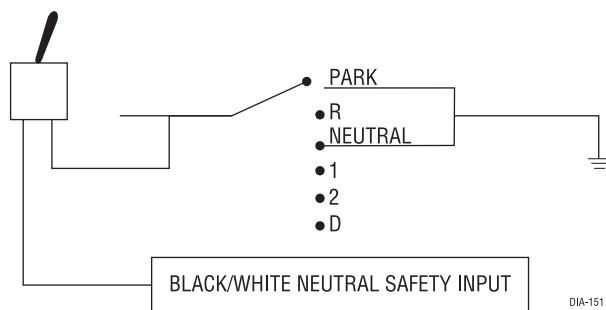 PARK
R
NEUTRAL
1
2
D
BLACK/WHITE NEUTRAL SAFETY INPUT
DIA-151